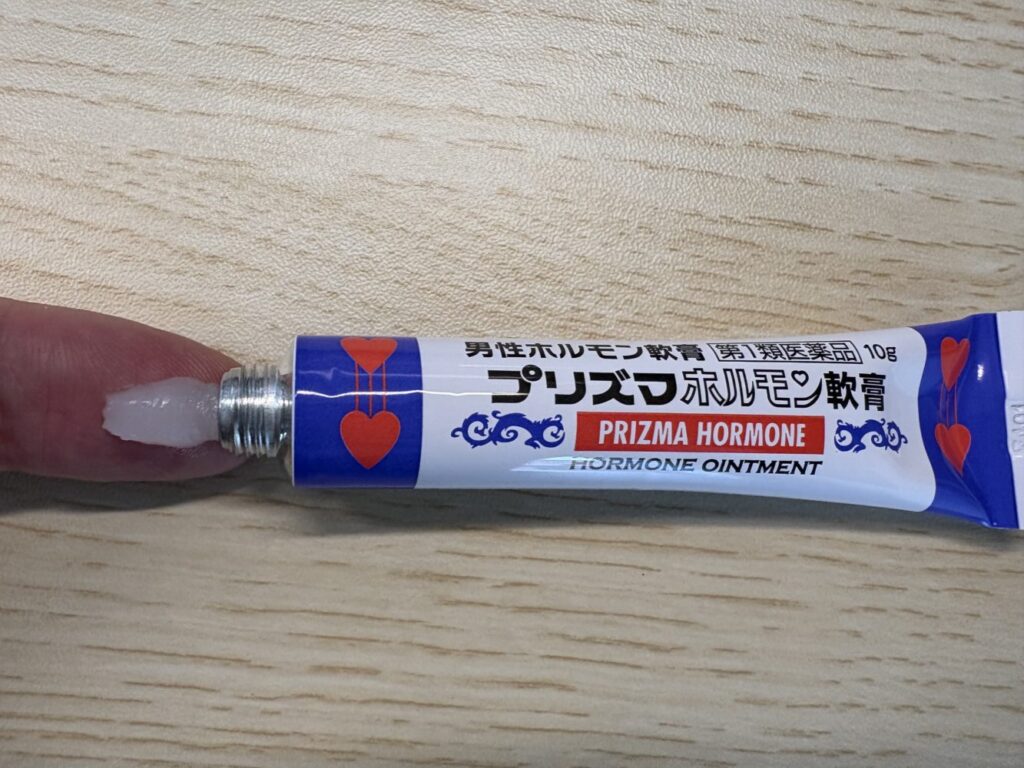 男性ホルモン軟膏 第1類医薬品 10g
プリズマホルモン軟膏
PRIZMA HORMONE
HORMONE OINTMENT